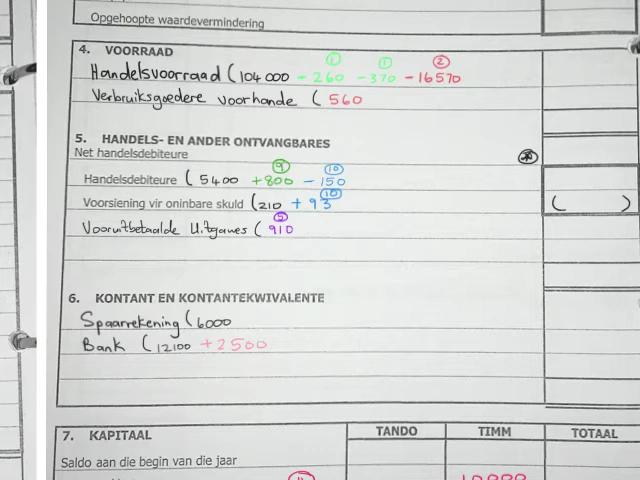 Opgehoopte waardevermindering
4. VOORRAAD
① ① ②
Handelsvoorraad (104 000 - 260 - 370 - 16570
Verbruiksgoedere voorhande ( 560
5. HANDELS- EN ANDER ONTVANGBARES
Net handelsdebiteure
⑨ ⑩
Handelsdebiteure ( 5400 +800 - 150
⑩
Voorsiening vir oninbare skuld (210 + 93 ( )
⑤
Vooruitbetaalde Uitgawes ( 910
6. KONTANT EN KONTANTEKWIVALENTE
Spaarrekening (6000
Bank (12100 +2500
7. KAPITAAL TANDO TIMM TOTAAL
Saldo aan die begin van die jaar